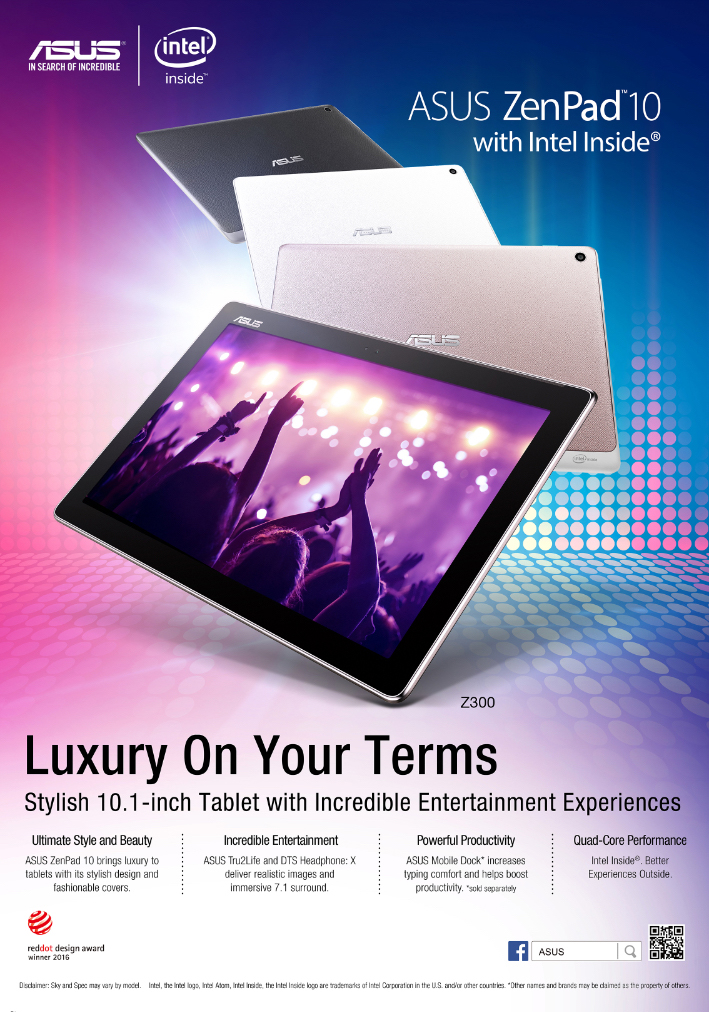 ASUS
IN SEARCH OF INCREDIBLE
intel
inside™
ASUS ZenPad™10
with Intel Inside®
ASUS
ASUS
ASUS
ASUS
Z300
Luxury On Your Terms
Stylish 10.1-inch Tablet with Incredible Entertainment Experiences
Ultimate Style and Beauty
ASUS ZenPad 10 brings luxury to
tablets with its stylish design and
fashionable covers.
Incredible Entertainment
ASUS Tru2Life and DTS Headphone: X
deliver realistic images and
immersive 7.1 surround.
Powerful Productivity
ASUS Mobile Dock* increases
typing comfort and helps boost
productivity. *sold separately
Quad-Core Performance
Intel Inside®. Better
Experiences Outside.
reddot design award
winner 2016
f
ASUS
Disclaimer: Sky and Spec may vary by model. Intel, the Intel logo, Intel Atom, Intel Inside, the Intel Inside logo are trademarks of Intel Corporation in the U.S. and/or other countries. *Other names and brands may be claimed as the property of others.